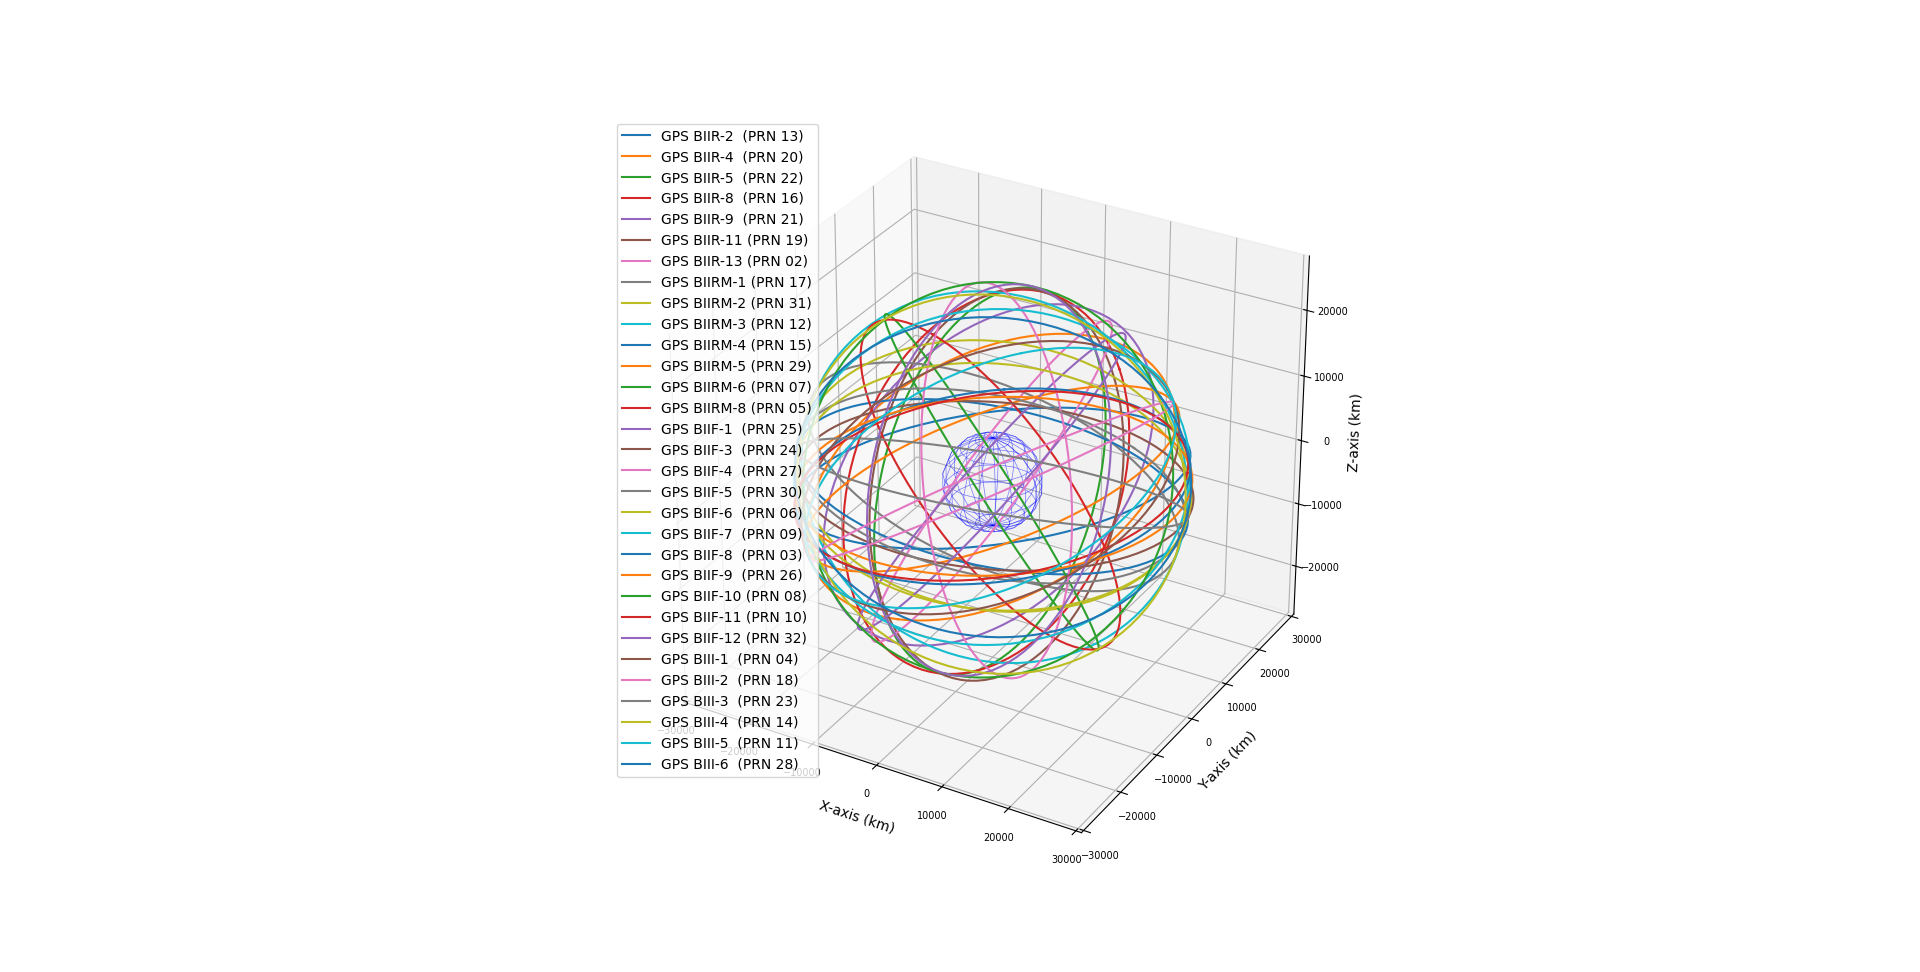 GPS BIIR-2  (PRN 13)
GPS BIIR-4  (PRN 20)
GPS BIIR-5  (PRN 22)
GPS BIIR-8  (PRN 16)
GPS BIIR-9  (PRN 21)
GPS BIIR-11 (PRN 19)
GPS BIIR-13 (PRN 02)
GPS BIIRM-1 (PRN 17)
GPS BIIRM-2 (PRN 31)
GPS BIIRM-3 (PRN 12)
GPS BIIRM-4 (PRN 15)
GPS BIIRM-5 (PRN 29)
GPS BIIRM-6 (PRN 07)
GPS BIIRM-8 (PRN 05)
GPS BIIF-1  (PRN 25)
GPS BIIF-3  (PRN 24)
GPS BIIF-4  (PRN 27)
GPS BIIF-5  (PRN 30)
GPS BIIF-6  (PRN 06)
GPS BIIF-7  (PRN 09)
GPS BIIF-8  (PRN 03)
GPS BIIF-9  (PRN 26)
GPS BIIF-10 (PRN 08)
GPS BIIF-11 (PRN 10)
GPS BIIF-12 (PRN 32)
GPS BIII-1  (PRN 04)
GPS BIII-2  (PRN 18)
GPS BIII-3  (PRN 23)
GPS BIII-4  (PRN 14)
GPS BIII-5  (PRN 11)
GPS BIII-6  (PRN 28)
−30000
−20000
−10000
0
10000
20000
30000
X-axis (km)
−30000
−20000
−10000
0
10000
20000
30000
Y-axis (km)
20000
10000
0
−10000
−20000
Z-axis (km)